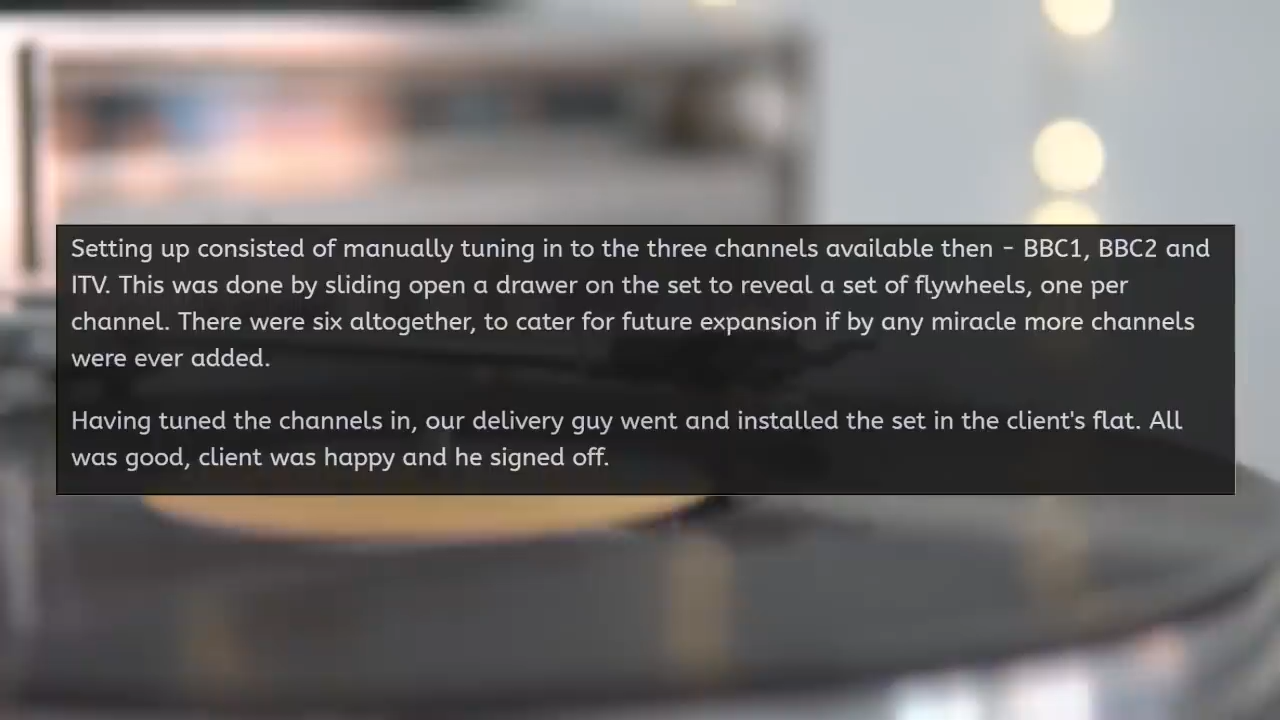 Setting up consisted of manually tuning in to the three channels available then - BBC1, BBC2 and
ITV. This was done by sliding open a drawer on the set to reveal a set of flywheels, one per
channel. There were six altogether, to cater for future expansion if by any miracle more channels
were ever added.
Having tuned the channels in, our delivery guy went and installed the set in the client's flat. All
was good, client was happy and he signed off.